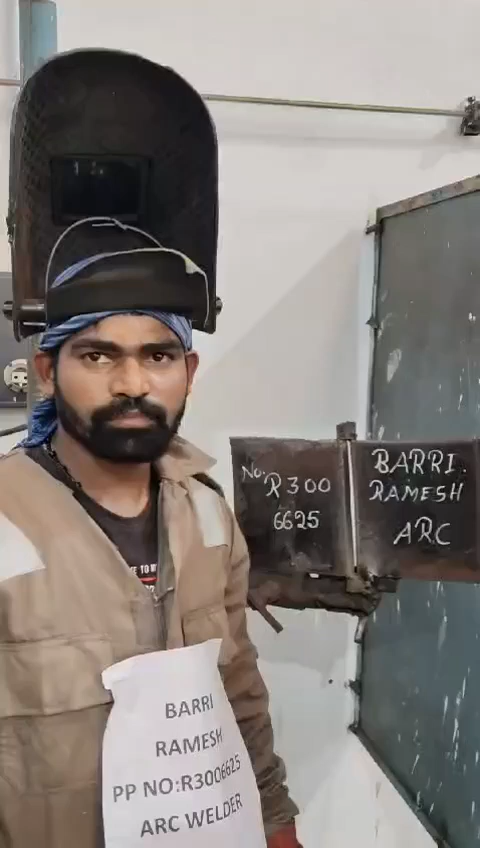 No. R300
6625
BARRI.
RAMESH
ARC
BARRI
RAMESH
PP NO:R3006625
ARC WELDER